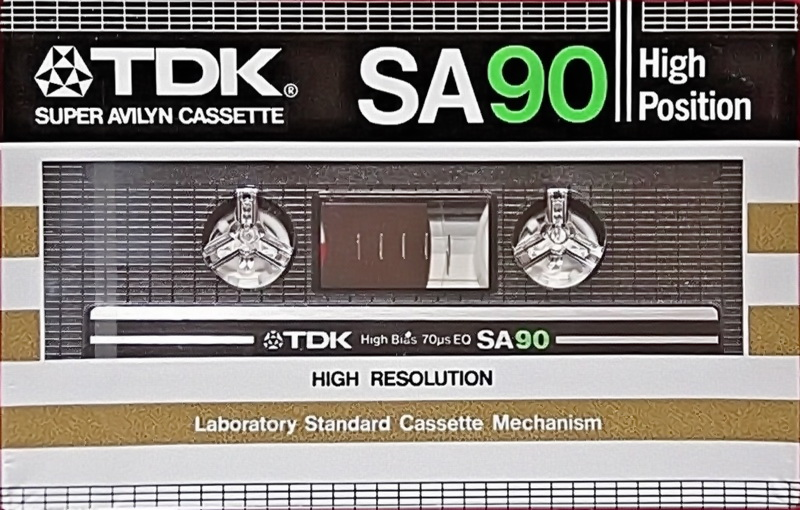 TDK®
SUPER AVILYN CASSETTE
SA90
High
Position
TDK High Bias 70µs EQ SA90
HIGH RESOLUTION
Laboratory Standard Cassette Mechanism